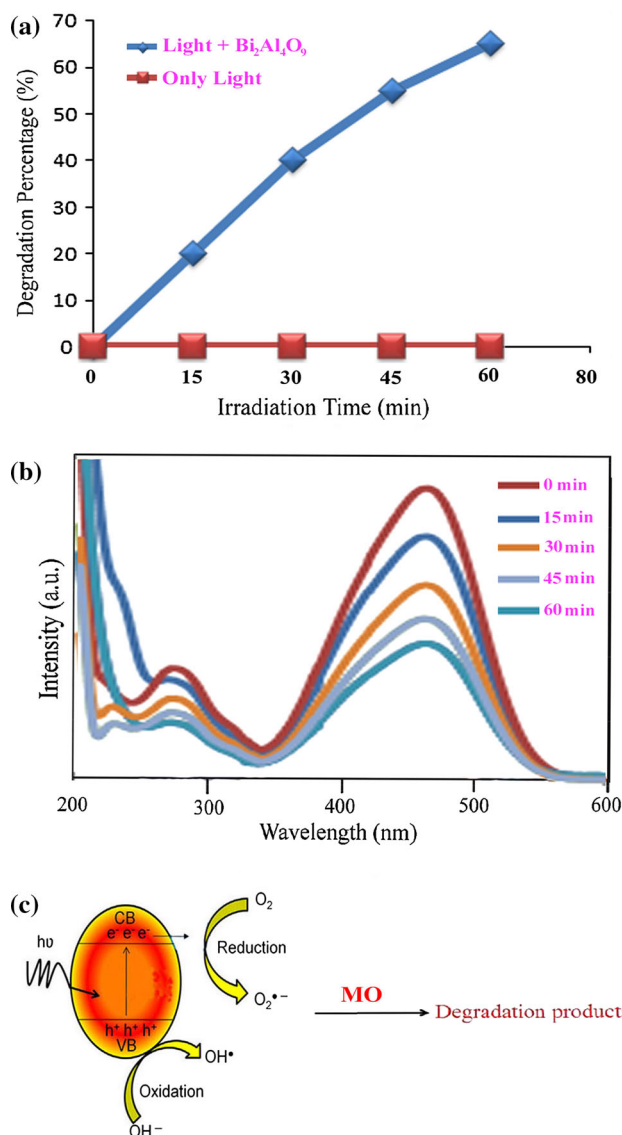 (a)
Degradation Percentage (%)
70
60
50
40
30
20
10
0
Light + Bi₂Al₄O₉
Only Light
0 15 30 45 60 80
Irradiation Time (min)
(b)
Intensity (a.u.)
0 min
15 min
30 min
45 min
60 min
200 300 400 500 600
Wavelength (nm)
(c)
hυ
CB
e⁻ e⁻ e⁻
h⁺ h⁺ h⁺
VB
O₂
Reduction
O₂•⁻
OH•
Oxidation
OH⁻
MO
Degradation product